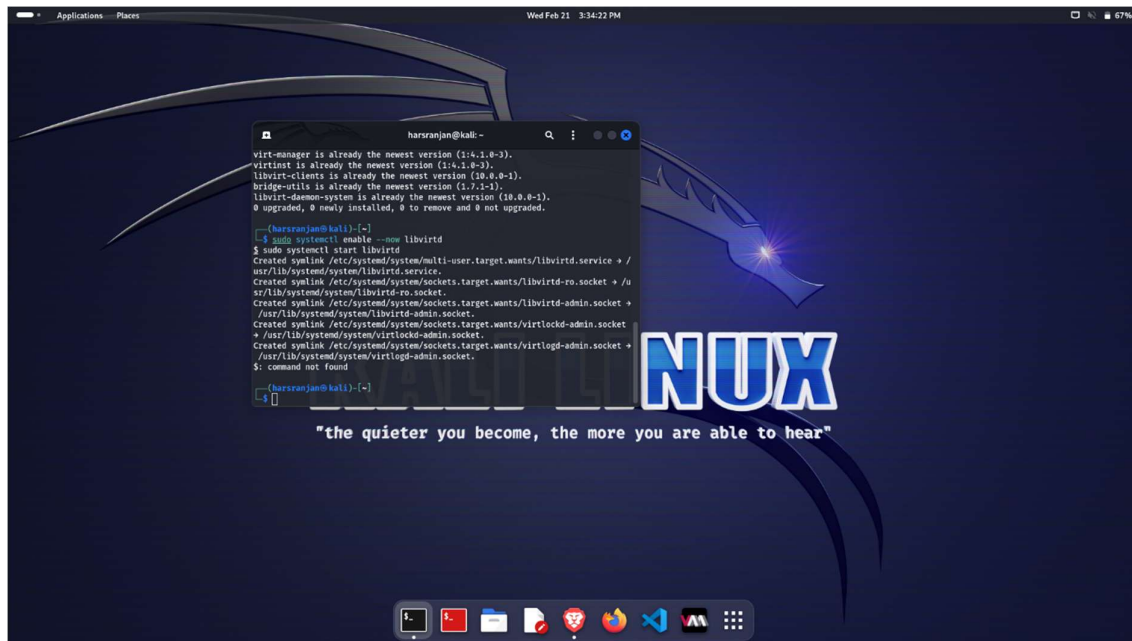 Applications Places Wed Feb 21 3:34:22 PM 67%
harsranjan@kali: ~
virt-manager is already the newest version (1:4.1.0-3).
virtinst is already the newest version (1:4.1.0-3).
libvirt-clients is already the newest version (10.0.0-1).
bridge-utils is already the newest version (1.7.1-1).
libvirt-daemon-system is already the newest version (10.0.0-1).
0 upgraded, 0 newly installed, 0 to remove and 0 not upgraded.
┌──(harsranjan㉿kali)-[~]
└─$ sudo systemctl enable --now libvirtd
$ sudo systemctl start libvirtd
Created symlink /etc/systemd/system/multi-user.target.wants/libvirtd.service → /
usr/lib/systemd/system/libvirtd.service.
Created symlink /etc/systemd/system/sockets.target.wants/libvirtd-ro.socket → /u
sr/lib/systemd/system/libvirtd-ro.socket.
Created symlink /etc/systemd/system/sockets.target.wants/libvirtd-admin.socket →
/usr/lib/systemd/system/libvirtd-admin.socket.
Created symlink /etc/systemd/system/sockets.target.wants/virtlockd-admin.socket
→ /usr/lib/systemd/system/virtlockd-admin.socket.
Created symlink /etc/systemd/system/sockets.target.wants/virtlogd-admin.socket →
/usr/lib/systemd/system/virtlogd-admin.socket.
$: command not found
┌──(harsranjan㉿kali)-[~]
└─$
KALI LINUX
"the quieter you become, the more you are able to hear"
$_ $_ VM